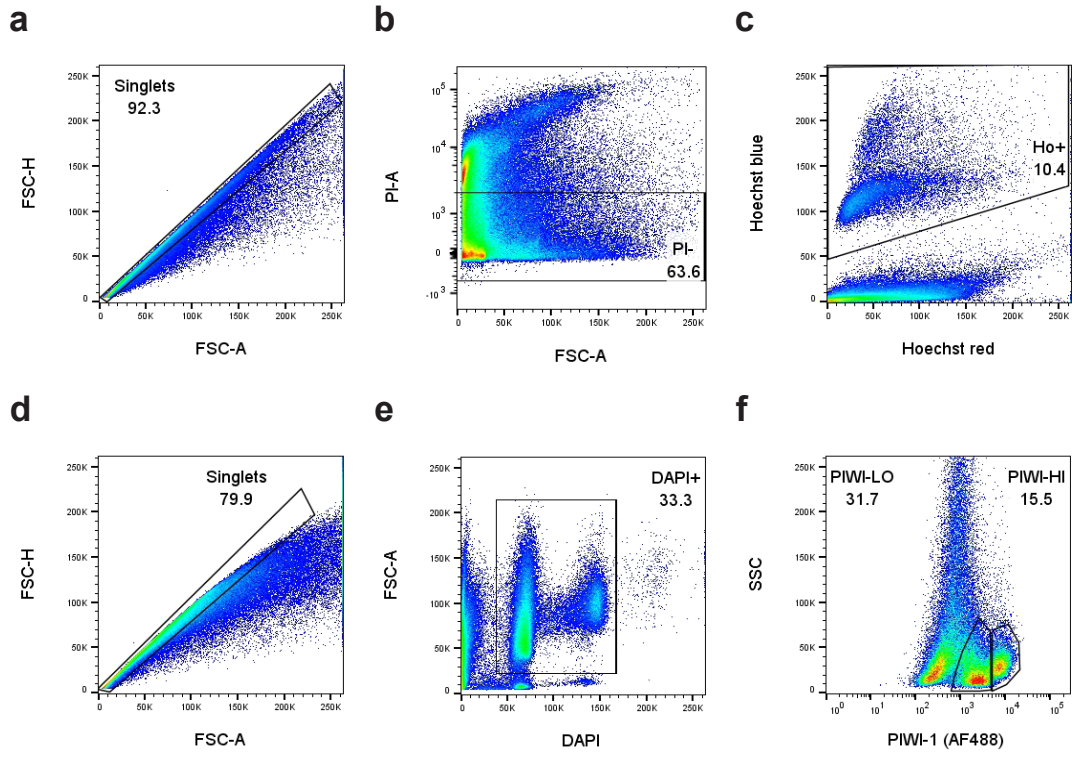 a
b
c
Singlets
92.3
FSC-H
250K
200K
150K
100K
50K
0
0
50K
100K
150K
200K
250K
FSC-A
PI-A
10^5
10^4
10^3
0
-10^3
PI-
63.6
0
50K
100K
150K
200K
250K
FSC-A
Hoechst blue
250K
200K
150K
100K
50K
0
Ho+
10.4
0
50K
100K
150K
200K
250K
Hoechst red
d
e
f
Singlets
79.9
FSC-H
250K
200K
150K
100K
50K
0
0
50K
100K
150K
200K
250K
FSC-A
DAPI+
33.3
FSC-A
250K
200K
150K
100K
50K
0
0
50K
100K
150K
200K
250K
DAPI
PIWI-LO
31.7
PIWI-HI
15.5
SSC
250K
200K
150K
100K
50K
0
10^0
10^1
10^2
10^3
10^4
10^5
PIWI-1 (AF488)